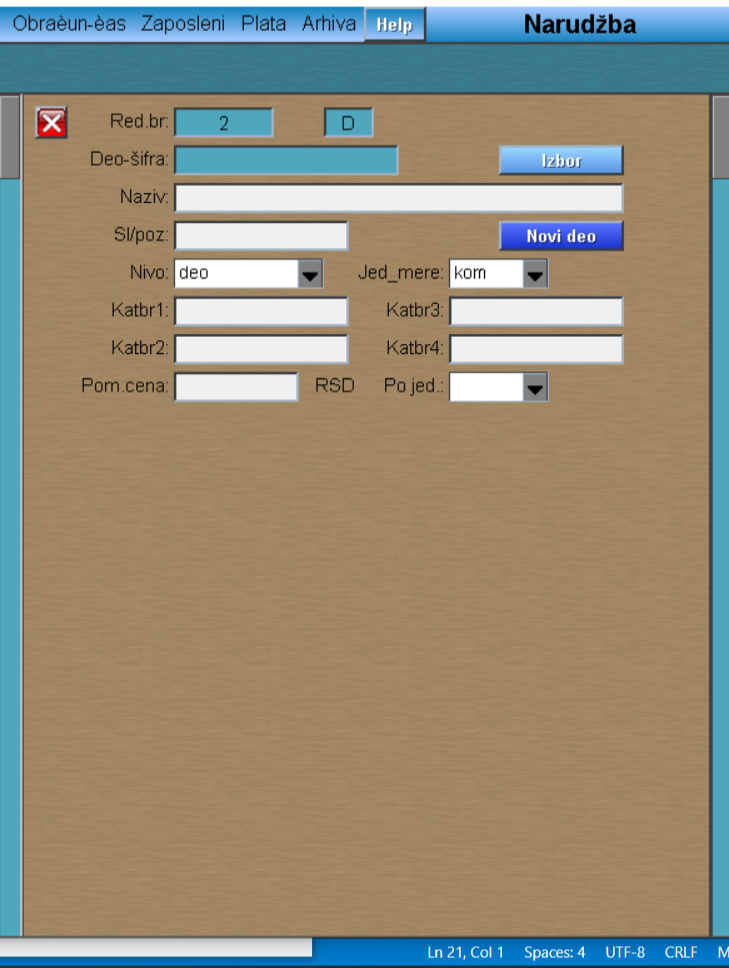 Obraèun-èas Zaposleni Plata Arhiva Help Narudžba
Red.br: 2 D
Deo-šifra: Izbor
Naziv:
Sl/poz: Novi deo
Nivo: deo Jed_mere: kom
Katbr1: Katbr3:
Katbr2: Katbr4:
Pom.cena: RSD Po jed.:
Ln 21, Col 1 Spaces: 4 UTF-8 CRLF M